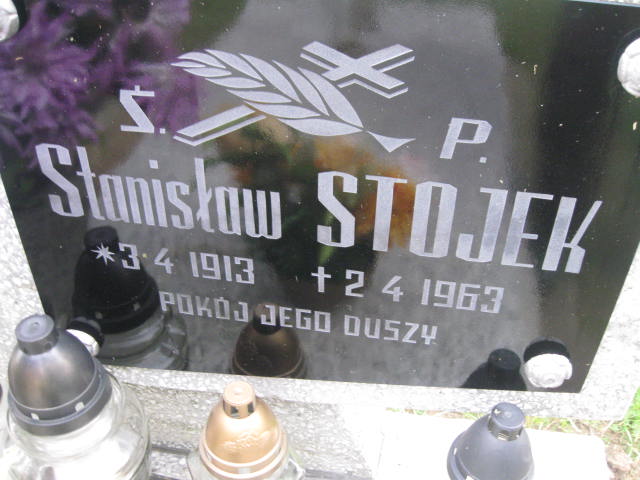 Ś. P.
Stanisław STOJEK
*3 4 1913 †2 4 1963
POKÓJ JEGO DUSZY